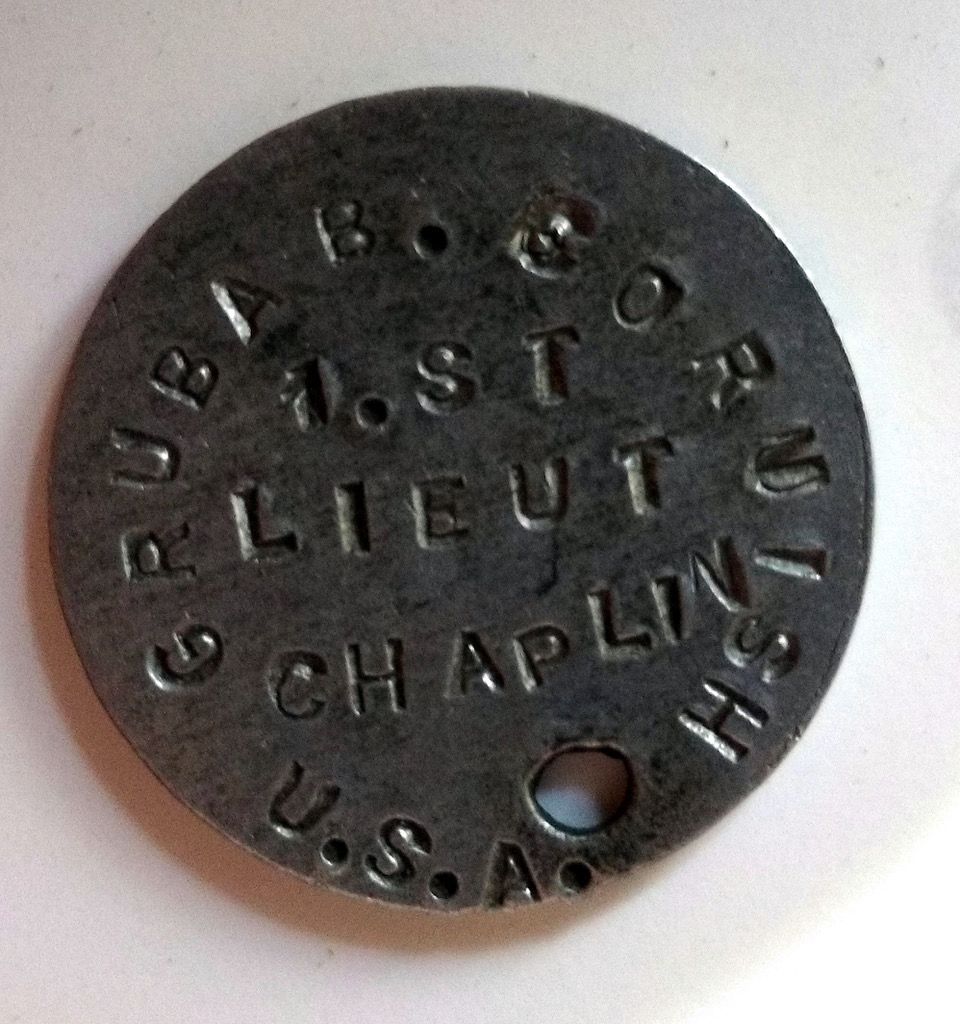 GRUBA B. CORNISH
1.ST
LIEUT
CHAPLIN
U.S.A.